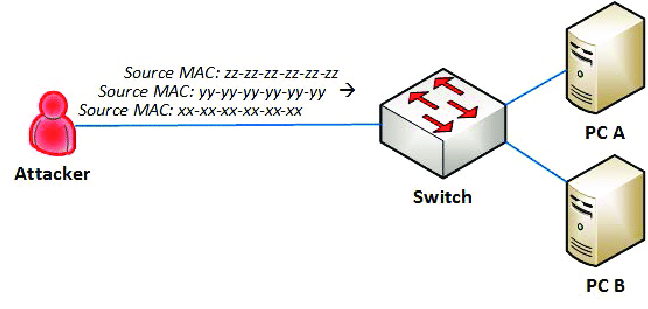 Source MAC: zz-zz-zz-zz-zz-zz
Source MAC: yy-yy-yy-yy-yy-yy →
Source MAC: xx-xx-xx-xx-xx-xx
Attacker
Switch
PC A
PC B